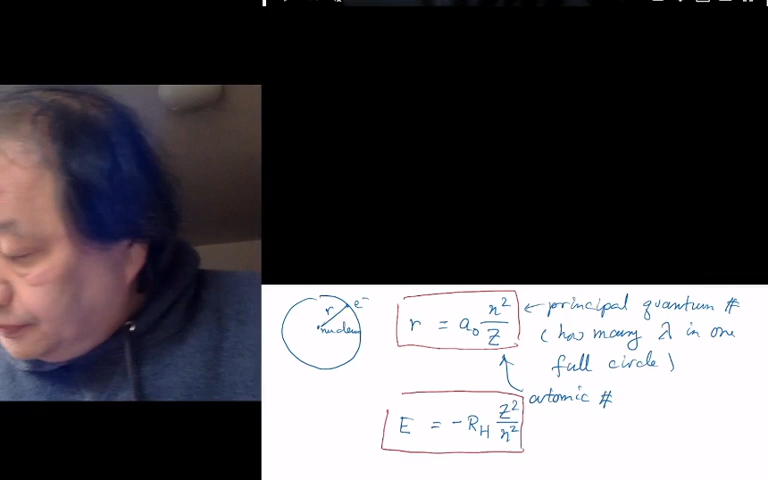 r
e⁻
nucleus
r = a₀ n²/Z
← principal quantum #
(how many λ in one
full circle)
atomic #
E = -R_H Z²/n²